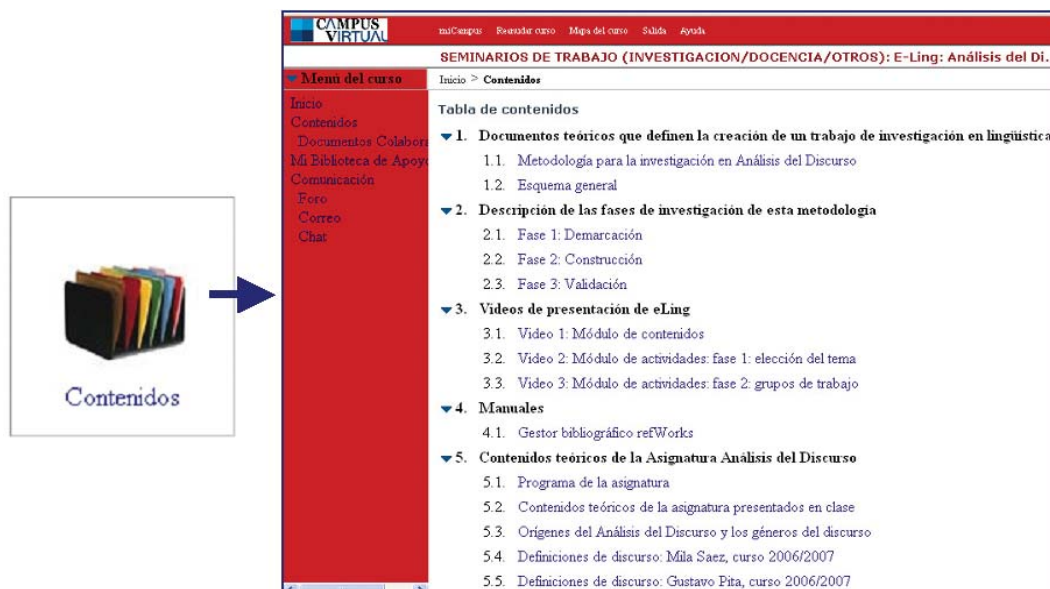 CAMPUS
VIRTUAL
miCampus Reanudar curso Mapa del curso Salida Ayuda
SEMINARIOS DE TRABAJO (INVESTIGACION/DOCENCIA/OTROS): E-Ling: Análisis del Di...
Menú del curso
Inicio > Contenidos
Inicio
Contenidos
Documentos Colabora
Mi Biblioteca de Apoyo
Comunicación
Foro
Correo
Chat
Tabla de contenidos
1. Documentos teóricos que definen la creación de un trabajo de investigación en lingüística
1.1. Metodología para la investigación en Análisis del Discurso
1.2. Esquema general
2. Descripción de las fases de investigación de esta metodología
2.1. Fase 1: Demarcación
2.2. Fase 2: Construcción
2.3. Fase 3: Validación
3. Videos de presentación de eLing
3.1. Video 1: Módulo de contenidos
3.2. Video 2: Módulo de actividades: fase 1: elección del tema
3.3. Video 3: Módulo de actividades: fase 2: grupos de trabajo
4. Manuales
4.1. Gestor bibliográfico refWorks
5. Contenidos teóricos de la Asignatura Análisis del Discurso
5.1. Programa de la asignatura
5.2. Contenidos teóricos de la asignatura presentados en clase
5.3. Orígenes del Análisis del Discurso y los géneros del discurso
5.4. Definiciones de discurso: Mila Saez, curso 2006/2007
5.5. Definiciones de discurso: Gustavo Pita, curso 2006/2007
Contenidos